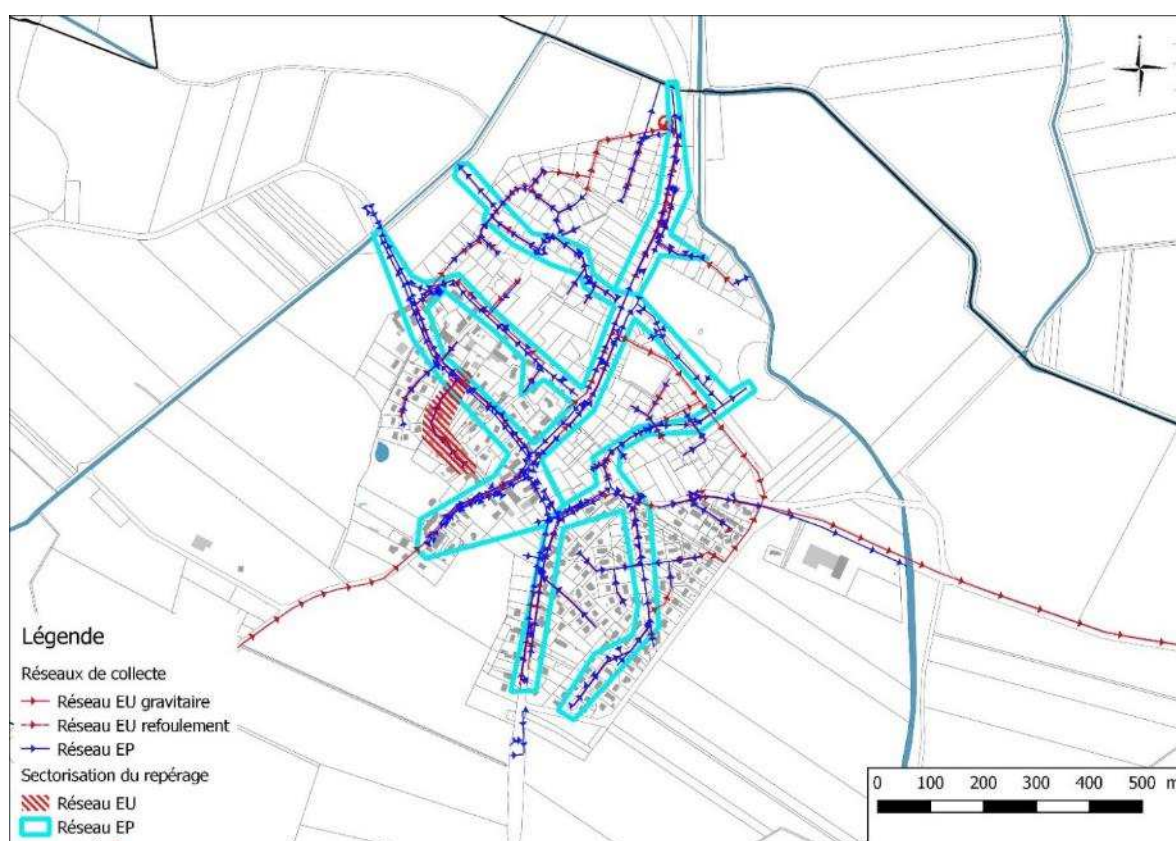 Légende
Réseaux de collecte
Réseau EU gravitaire
Réseau EU refoulement
Réseau EP
Sectorisation du repérage
Réseau EU
Réseau EP
0 100 200 300 400 500 m